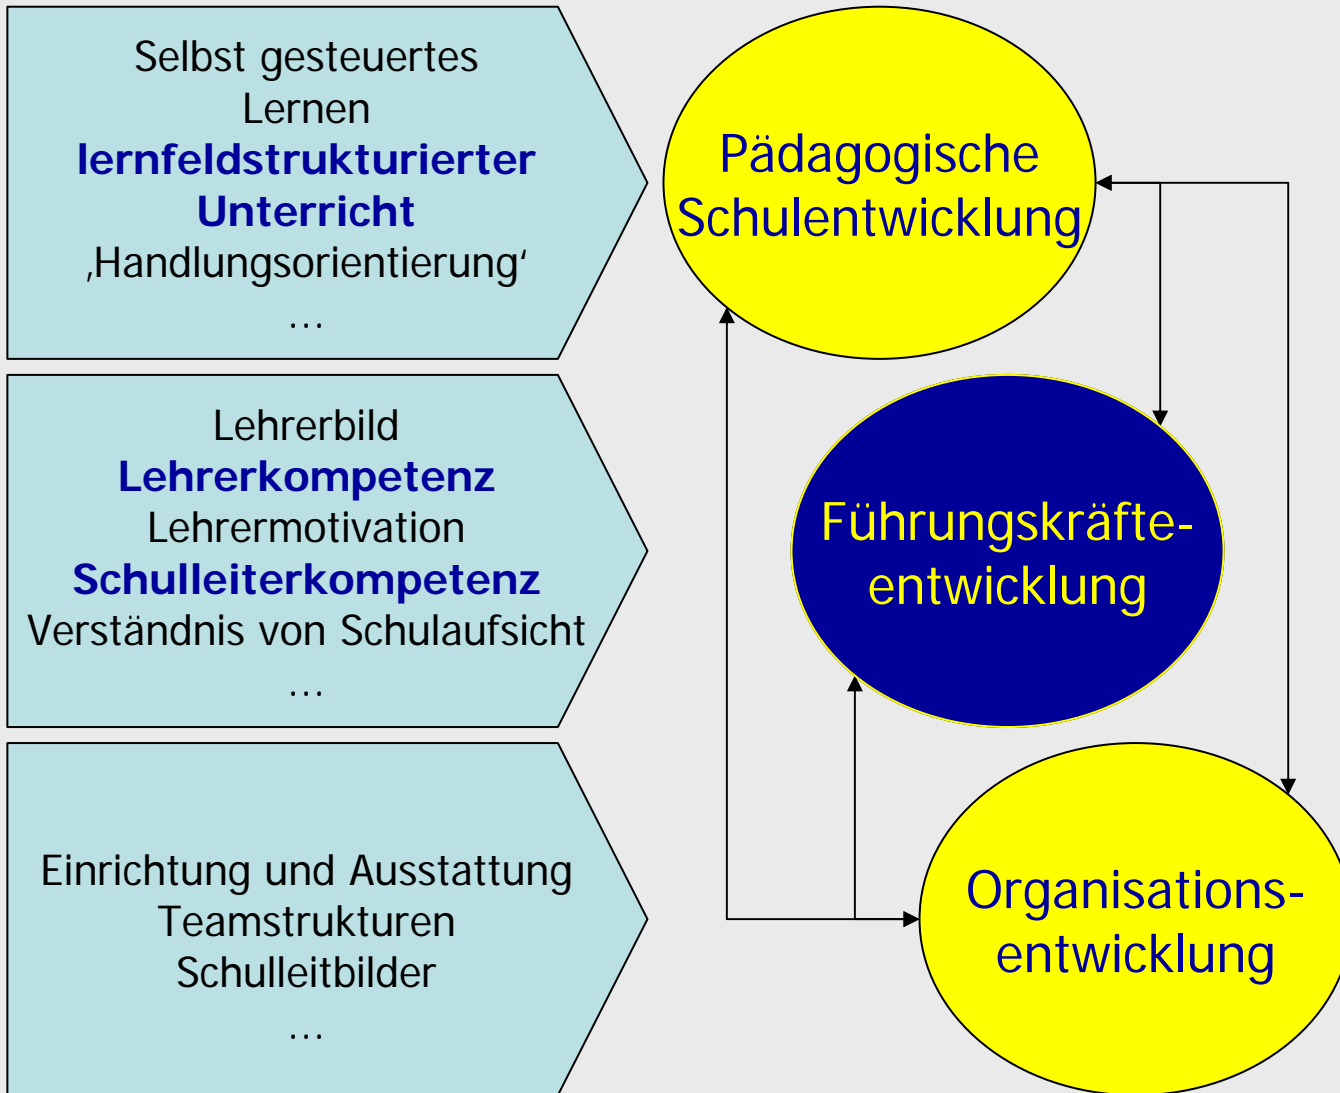 Selbst gesteuertes
Lernen
lernfeldstrukturierter
Unterricht
‚Handlungsorientierung‘
…
Pädagogische
Schulentwicklung
Lehrerbild
Lehrerkompetenz
Lehrermotivation
Schulleiterkompetenz
Verständnis von Schulaufsicht
…
Führungskräfte-
entwicklung
Einrichtung und Ausstattung
Teamstrukturen
Schulleitbilder
…
Organisations-
entwicklung